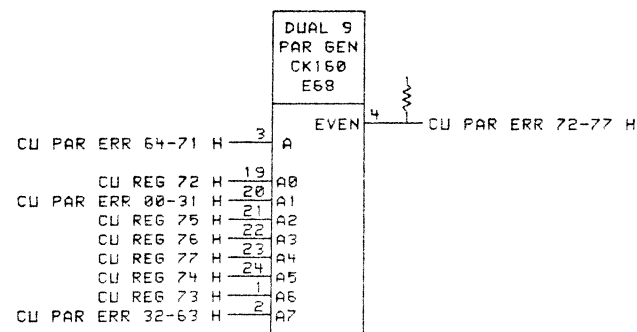 DUAL 9
PAR GEN
CK160
E68
EVEN 4 CU PAR ERR 72-77 H
CU PAR ERR 64-71 H 3 A
CU REG 72 H 19 A0
CU PAR ERR 00-31 H 20 A1
CU REG 75 H 21 A2
CU REG 76 H 22 A3
CU REG 77 H 23 A4
CU REG 74 H 24 A5
CU REG 73 H 1 A6
CU PAR ERR 32-63 H 2 A7